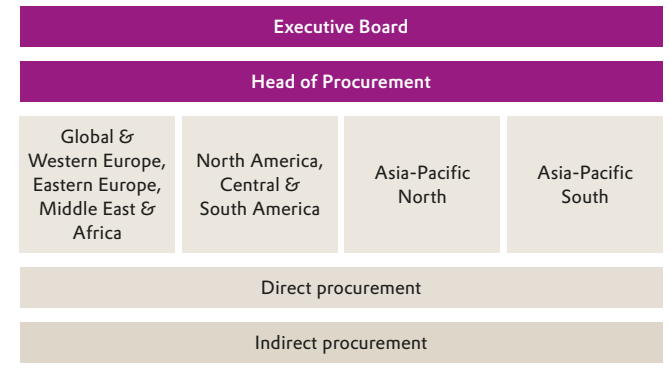 Executive Board
Head of Procurement
Global &
Western Europe,
Eastern Europe,
Middle East &
Africa
North America,
Central &
South America
Asia-Pacific
North
Asia-Pacific
South
Direct procurement
Indirect procurement